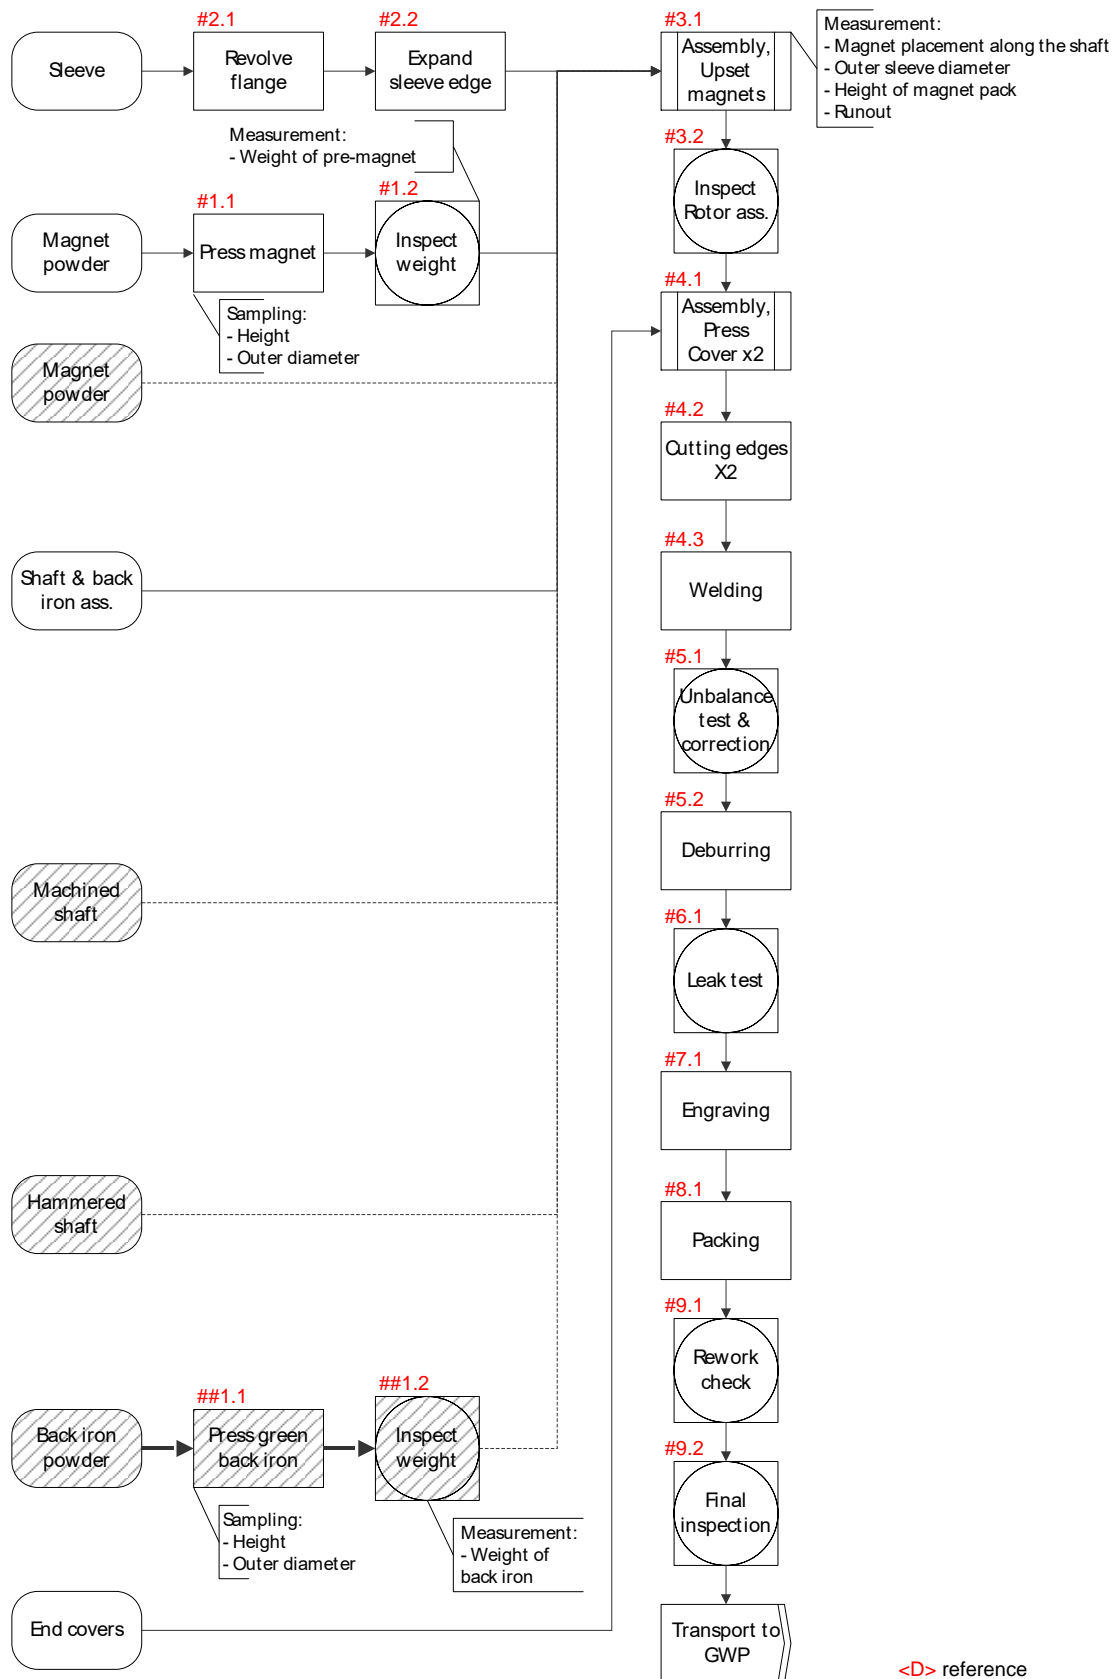 #2.1
Revolve
flange
#2.2
Expand
sleeve edge
Sleeve
#3.1
Assembly,
Upset
magnets
Measurement:
- Magnet placement along the shaft
- Outer sleeve diameter
- Height of magnet pack
- Runout
Measurement:
- Weight of pre-magnet
#3.2
Inspect
Rotor ass.
#1.1
Press magnet
#1.2
Inspect
weight
Magnet
powder
Sampling:
- Height
- Outer diameter
#4.1
Assembly,
Press
Cover x2
Magnet
powder
#4.2
Cutting edges
X2
Shaft & back
iron ass.
#4.3
Welding
#5.1
Unbalance
test &
correction
#5.2
Deburring
Machined
shaft
#6.1
Leak test
#7.1
Engraving
Hammered
shaft
#8.1
Packing
#9.1
Rework
check
Back iron
powder
##1.1
Press green
back iron
##1.2
Inspect
weight
#9.2
Final
inspection
Sampling:
- Height
- Outer diameter
Measurement:
- Weight of
back iron
End covers
Transport to
GWP
<D> reference